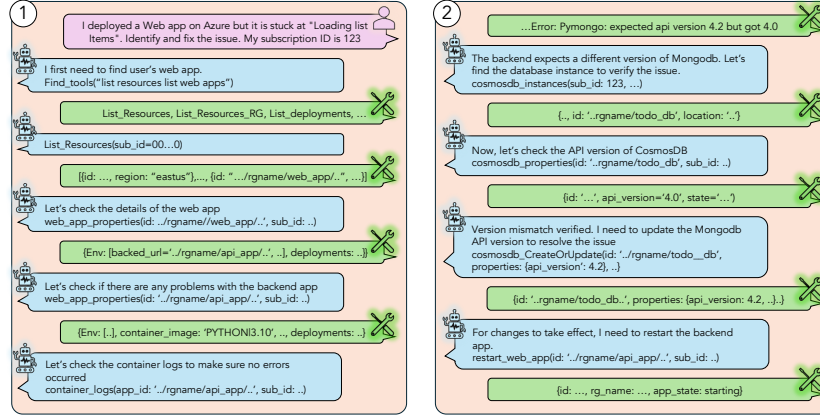 1
I deployed a Web app on Azure but it is stuck at "Loading list
Items". Identify and fix the issue. My subscription ID is 123
I first need to find user's web app.
Find_tools("list resources list web apps")
List_Resources, List_Resources_RG, List_deployments, …
List_Resources(sub_id=00…0)
[{id: …, region: "eastus"},…, {id: "…/rgname/web_app/..", …}]
Let's check the details of the web app
web_app_properties(id: ../rgname//web_app/..', sub_id: ..)
{Env: [backed_url='../rgname/api_app/..', ..], deployments: ..}
Let's check if there are any problems with the backend app
web_app_properties(id: '../rgname/api_app/..', sub_id: ..)
{Env: [..], container_image: 'PYTHON|3.10', .., deployments: ..}
Let's check the container logs to make sure no errors
occurred
container_logs(app_id: '../rgname/api_app/..', sub_id: ..)
2
…Error: Pymongo: expected api version 4.2 but got 4.0
The backend expects a different version of Mongodb. Let's
find the database instance to verify the issue.
cosmosdb_instances(sub_id: 123, …)
{.., id: '..rgname/todo_db', location: '..'}
Now, let's check the API version of CosmosDB
cosmosdb_properties(id: '..rgname/todo_db', sub_id: ..)
{id: '…', api_version='4.0', state='…')
Version mismatch verified. I need to update the Mongodb
API version to resolve the issue
cosmosdb_CreateOrUpdate(id: '../rgname/todo__db',
properties: {api_version': 4.2}, ..}
{id: '..rgname/todo_db..', properties: {api_version: 4.2, ..}..}
For changes to take effect, I need to restart the backend
app.
restart_web_app(id: '../rgname/api_app/..', sub_id: ..)
{id: …, rg_name: …, app_state: starting}